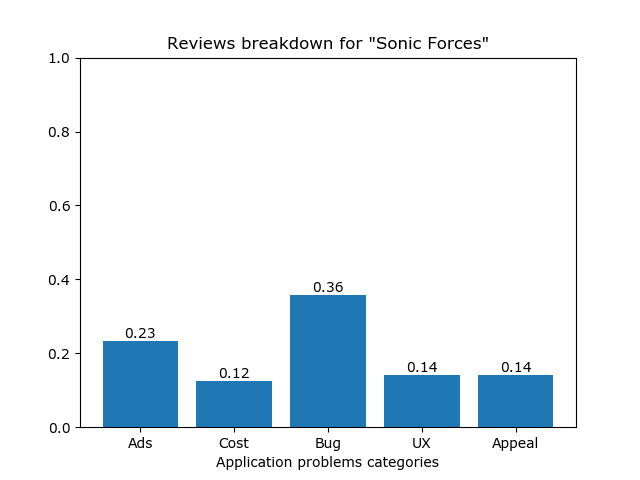 Reviews breakdown for "Sonic Forces"
1.0
0.8
0.6
0.4
0.2
0.0
0.23
0.12
0.36
0.14
0.14
Ads
Cost
Bug
UX
Appeal
Application problems categories